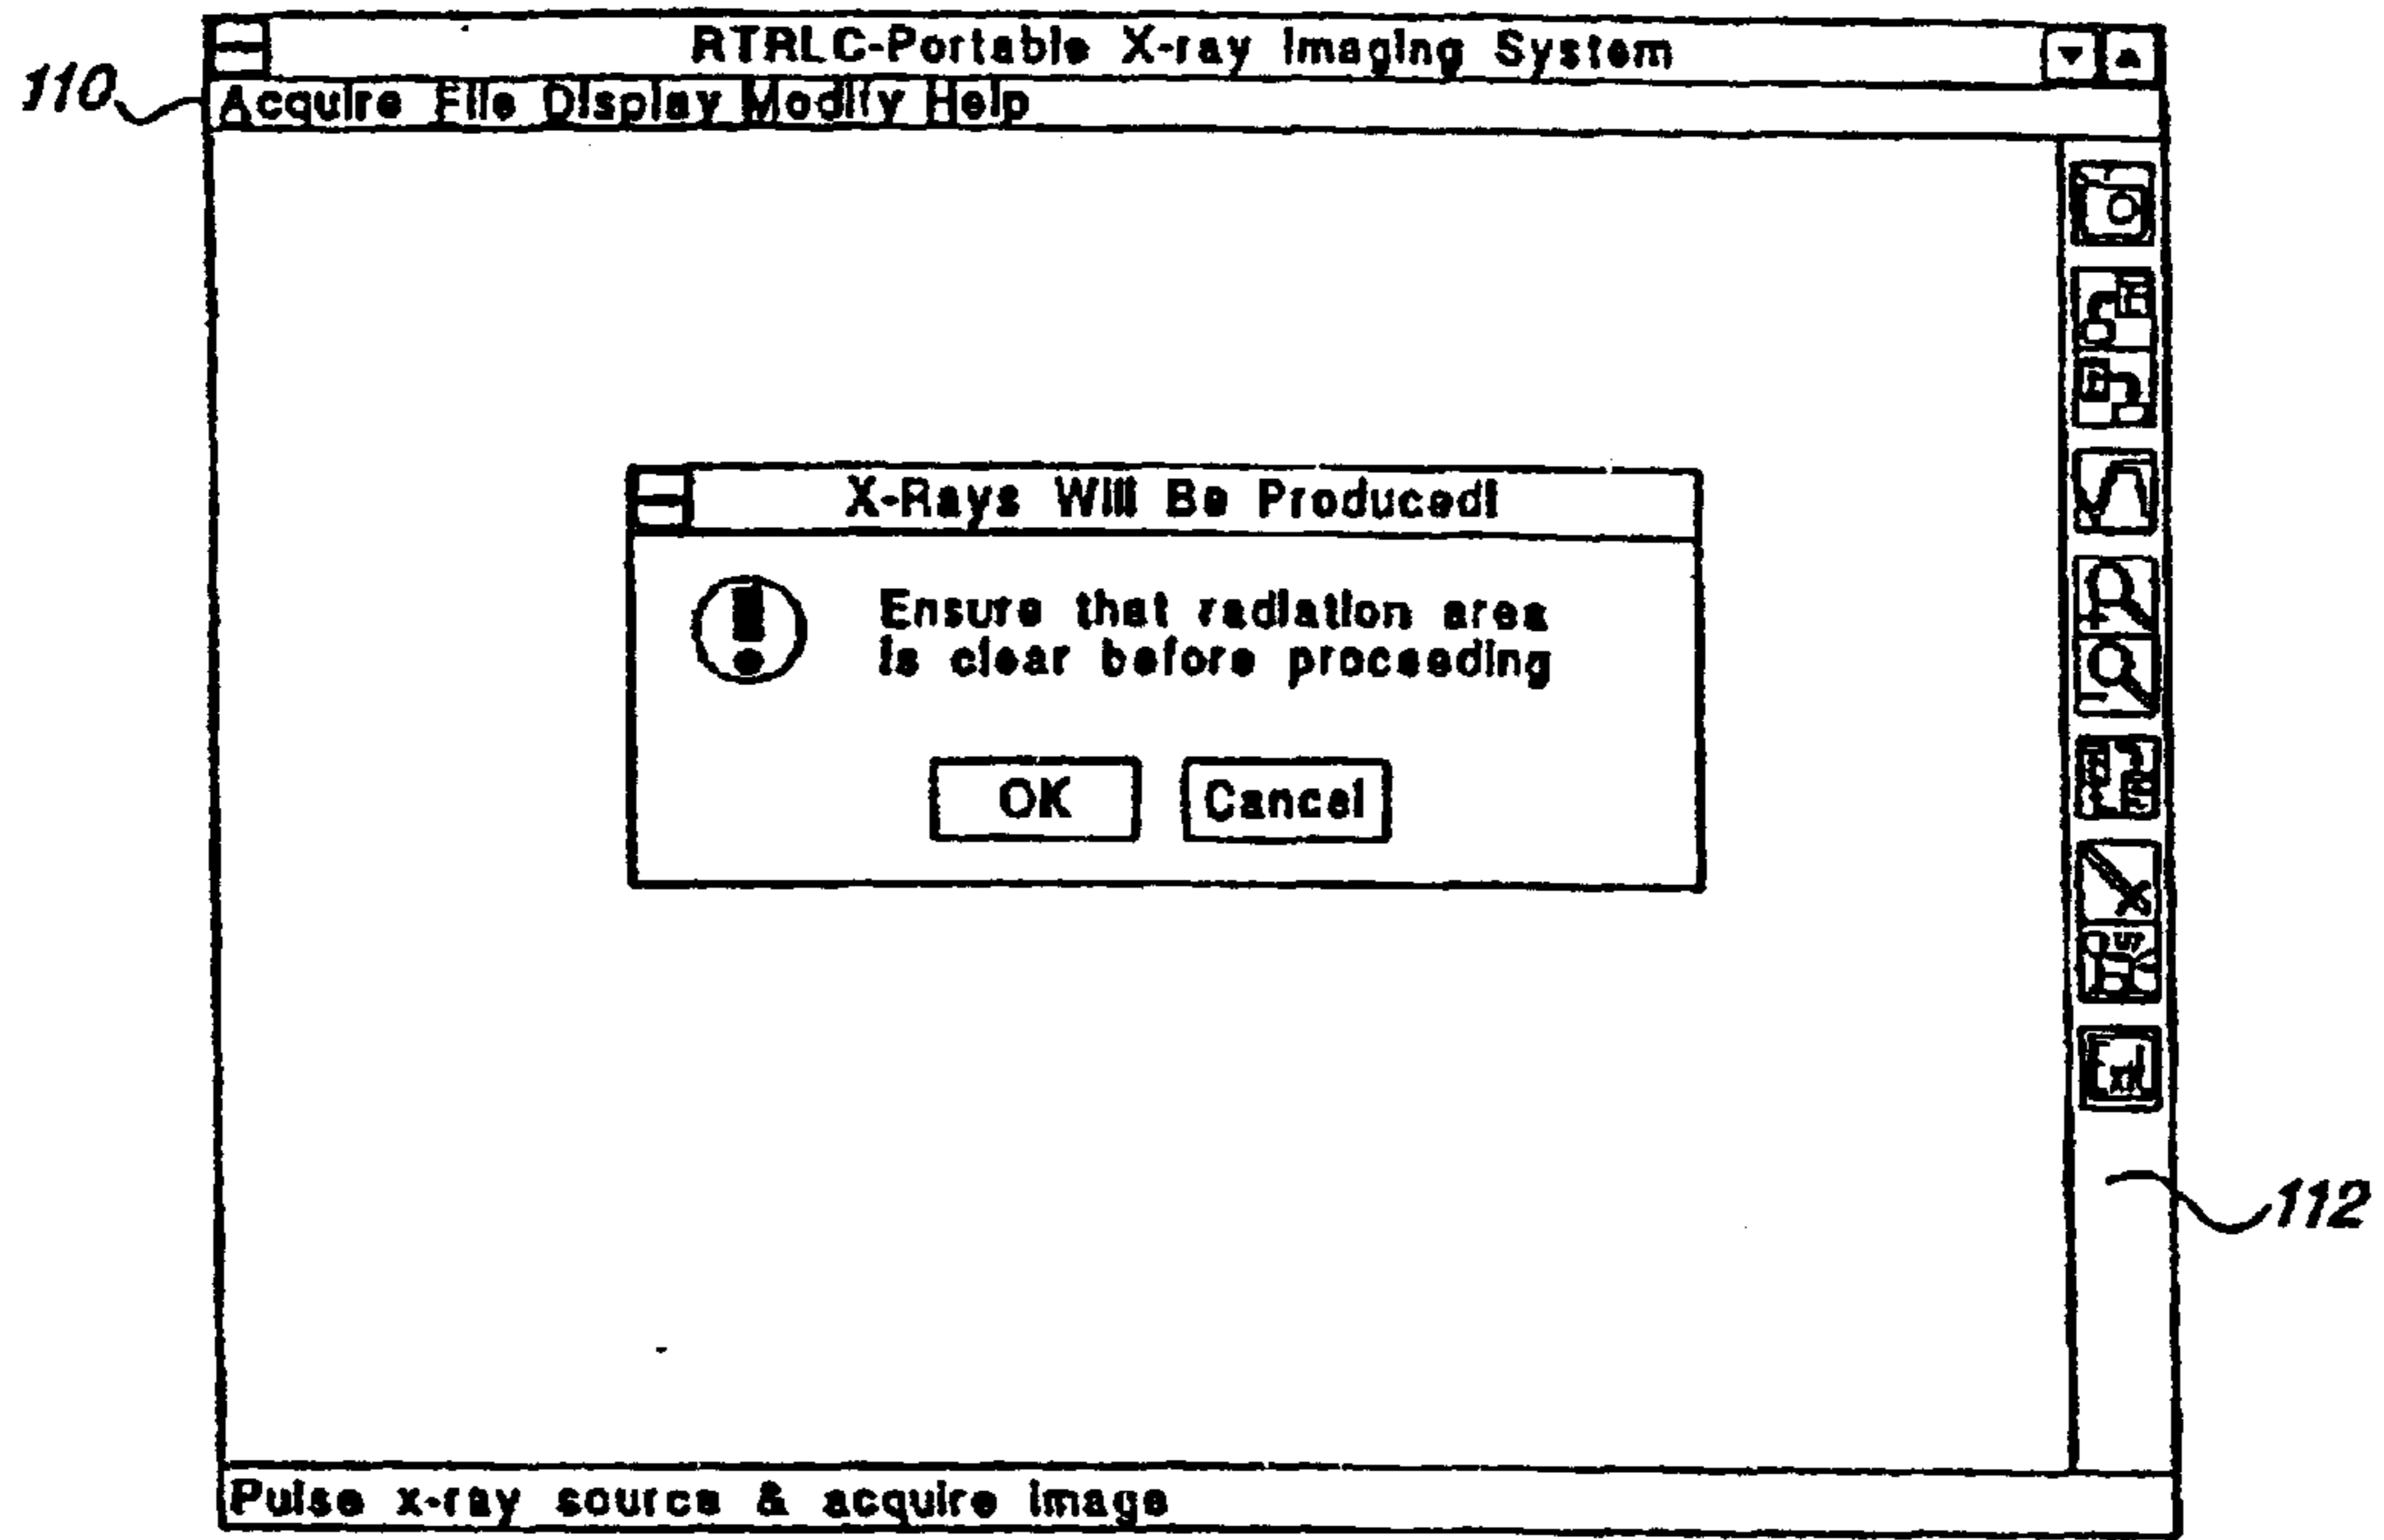 RTRLC-Portable X-ray Imaging System
110
Acquire File Display Modify Help
X-Rays Will Be Produced!
Ensure that radiation area
is clear before proceeding
OK Cancel
112
Pulse x-ray source & acquire image